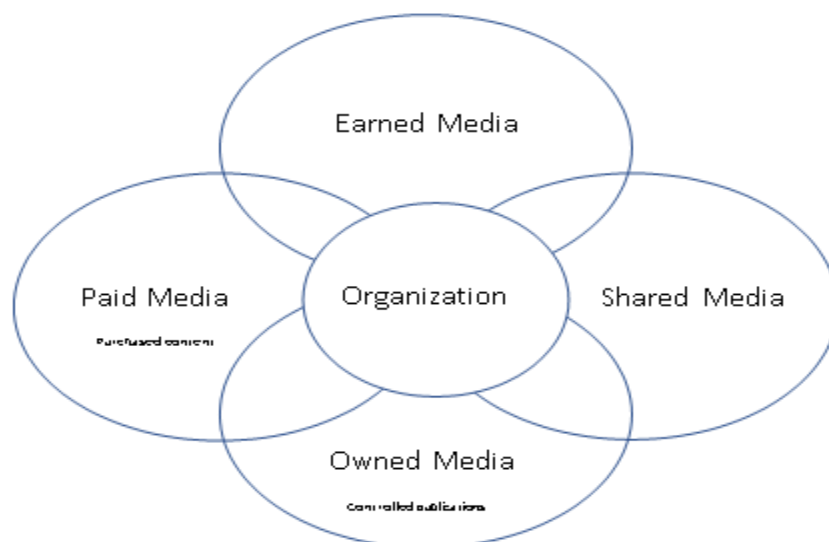 Earned Media
Paid Media
Organization
Shared Media
Purchased content
Owned Media
Controlled publications